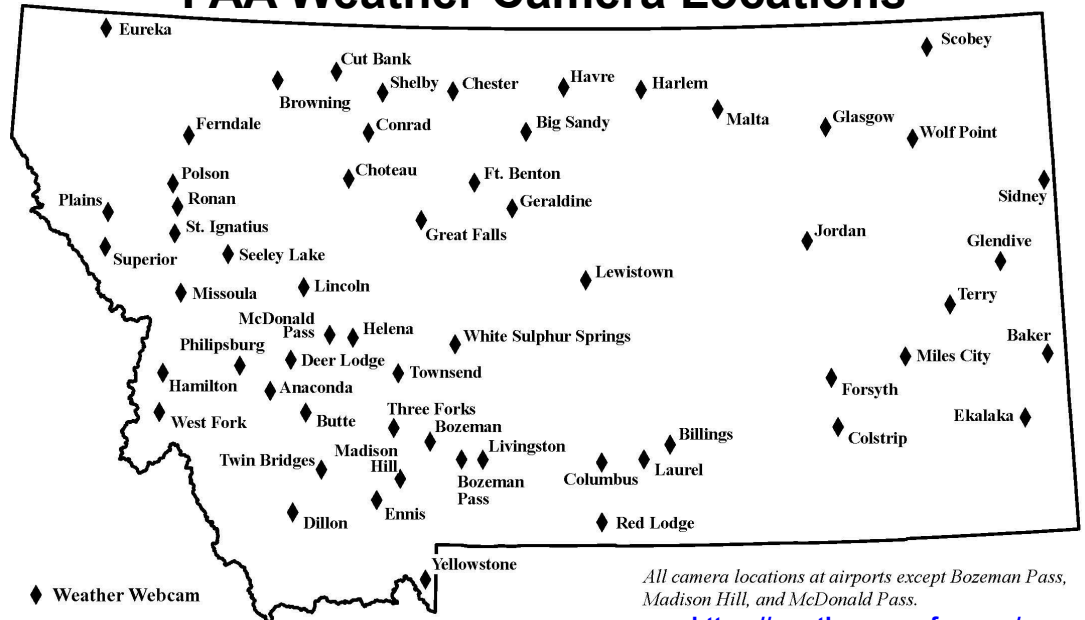 FAA Weather Camera Locations
Eureka
Scobey
Cut Bank
Browning
Shelby
Chester
Havre
Harlem
Malta
Glasgow
Wolf Point
Ferndale
Conrad
Big Sandy
Polson
Choteau
Ft. Benton
Sidney
Plains
Ronan
Geraldine
St. Ignatius
Great Falls
Jordan
Glendive
Superior
Seeley Lake
Lewistown
Missoula
Lincoln
Terry
McDonald
Pass
Helena
White Sulphur Springs
Baker
Philipsburg
Deer Lodge
Miles City
Hamilton
Anaconda
Townsend
Forsyth
West Fork
Butte
Three Forks
Bozeman
Ekalaka
Colstrip
Billings
Livingston
Madison
Hill
Twin Bridges
Bozeman
Pass
Columbus
Laurel
Dillon
Ennis
Red Lodge
Yellowstone
Weather Webcam
All camera locations at airports except Bozeman Pass,
Madison Hill, and McDonald Pass.